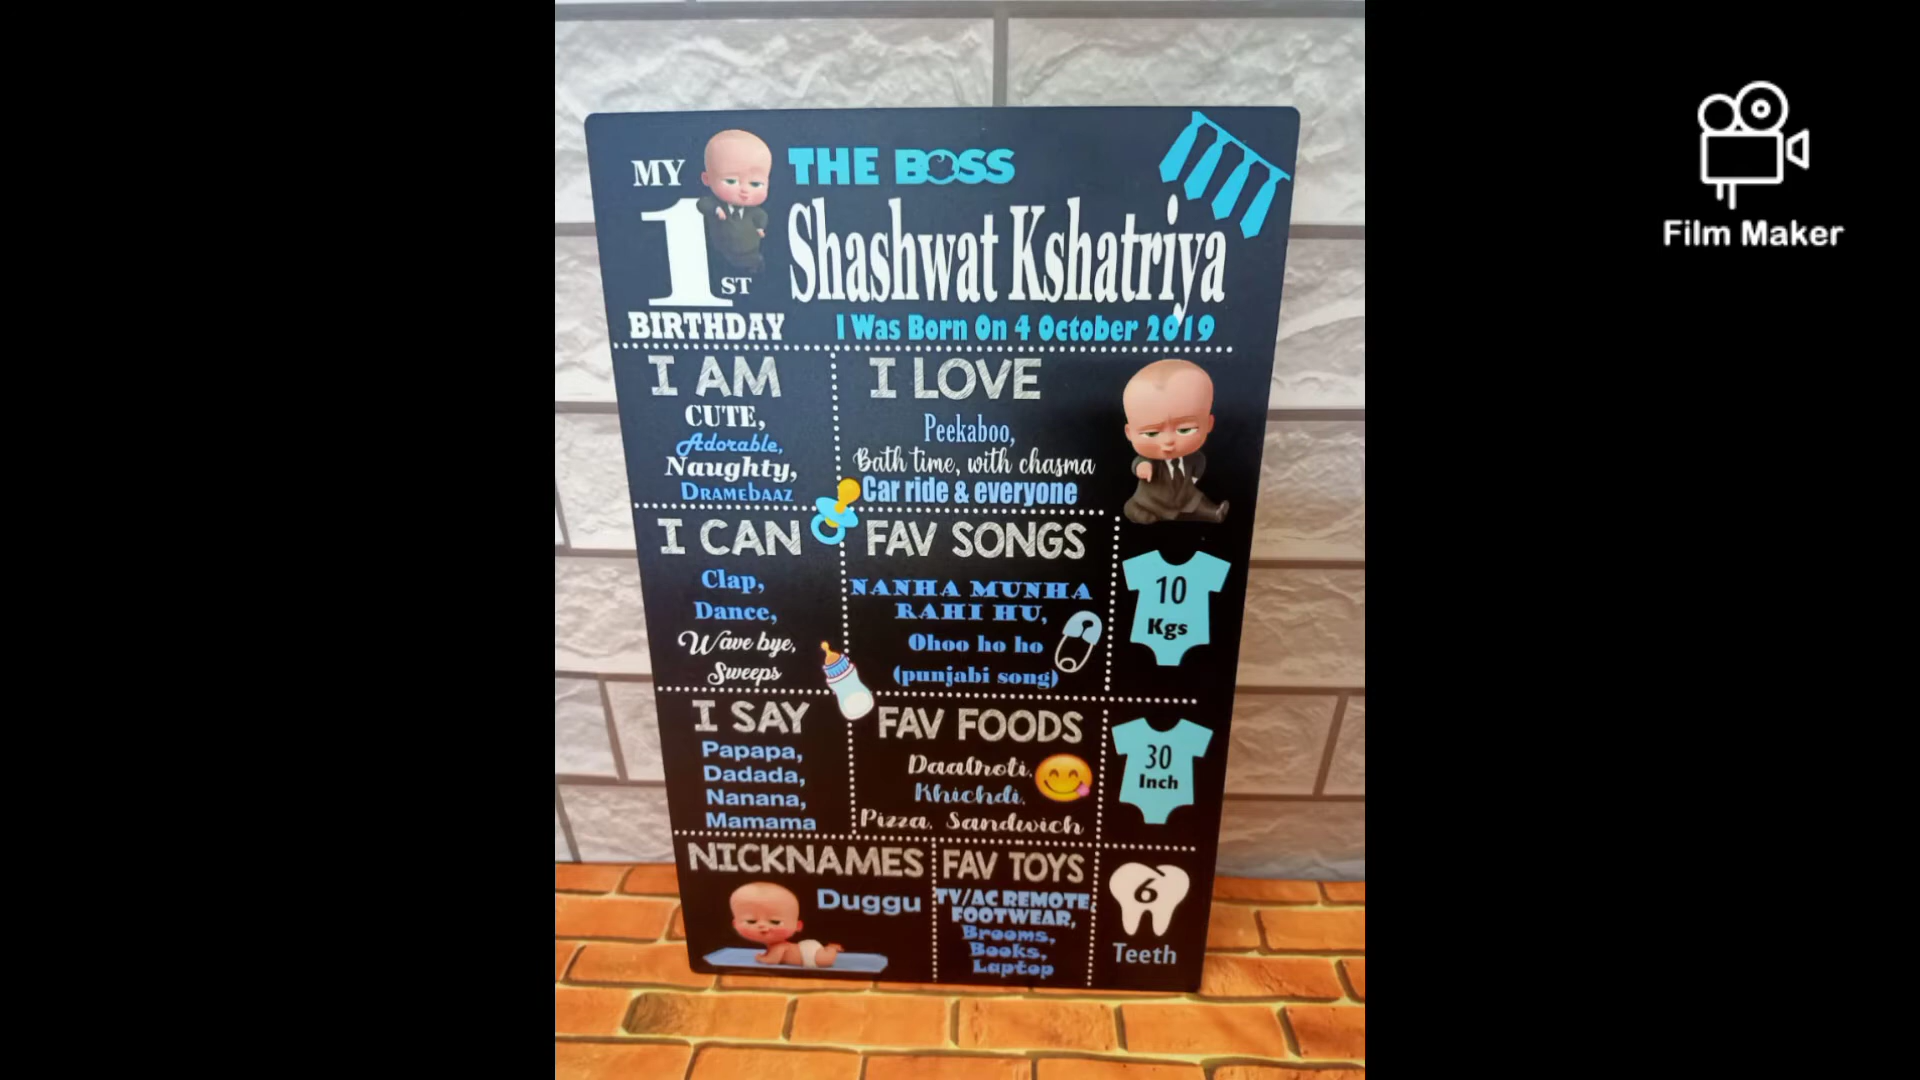 MY
1ST
BIRTHDAY
THE BOSS
Shashwat Kshatriya
I Was Born On 4 October 2019
I AM
CUTE,
Adorable,
Naughty,
DRAMEBAAZ
I LOVE
Peekaboo,
Bath time, with chasma
Car ride & everyone
I CAN
Clap,
Dance,
Wave bye,
Sweeps
FAV SONGS
NANHA MUNHA
RAHI HU,
Ohoo ho ho
(punjabi song)
10
Kgs
I SAY
Papapa,
Dadada,
Nanana,
Mamama
FAV FOODS
Daalroti,
Khichdi,
Pizza, Sandwich
30
Inch
NICKNAMES
Duggu
FAV TOYS
TV/AC REMOTE,
FOOTWEAR,
Brooms,
Books,
Laptop
6
Teeth
Film Maker